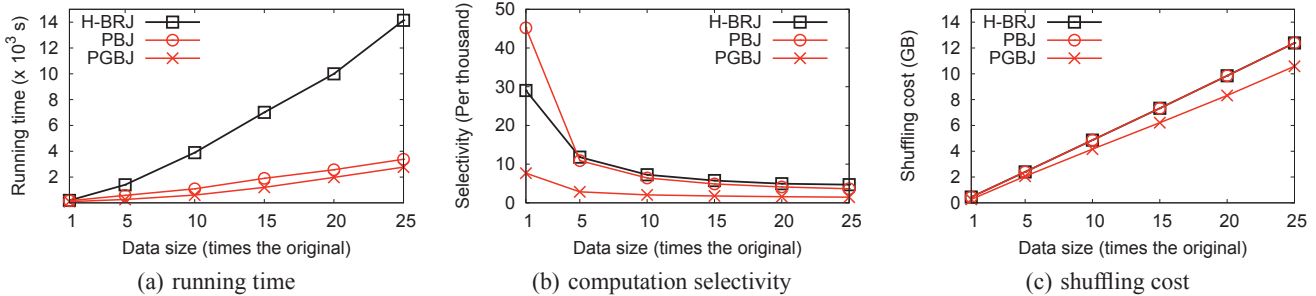 Running time (x 10³ s)
14
12
10
8
6
4
2
1
5
10
15
20
25
H-BRJ
PBJ
PGBJ
Data size (times the original)
(a) running time
Selectivity (Per thousand)
50
40
30
20
10
0
1
5
10
15
20
25
H-BRJ
PBJ
PGBJ
Data size (times the original)
(b) computation selectivity
Shuffling cost (GB)
14
12
10
8
6
4
2
0
1
5
10
15
20
25
H-BRJ
PBJ
PGBJ
Data size (times the original)
(c) shuffling cost